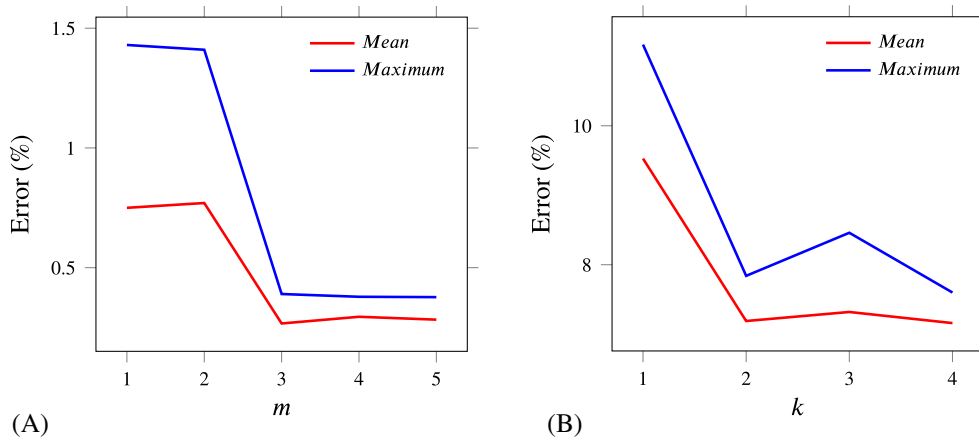 1.5
1
0.5
Error (%)
Mean
Maximum
1 2 3 4 5
m
(A)
10
8
Error (%)
Mean
Maximum
1 2 3 4
k
(B)